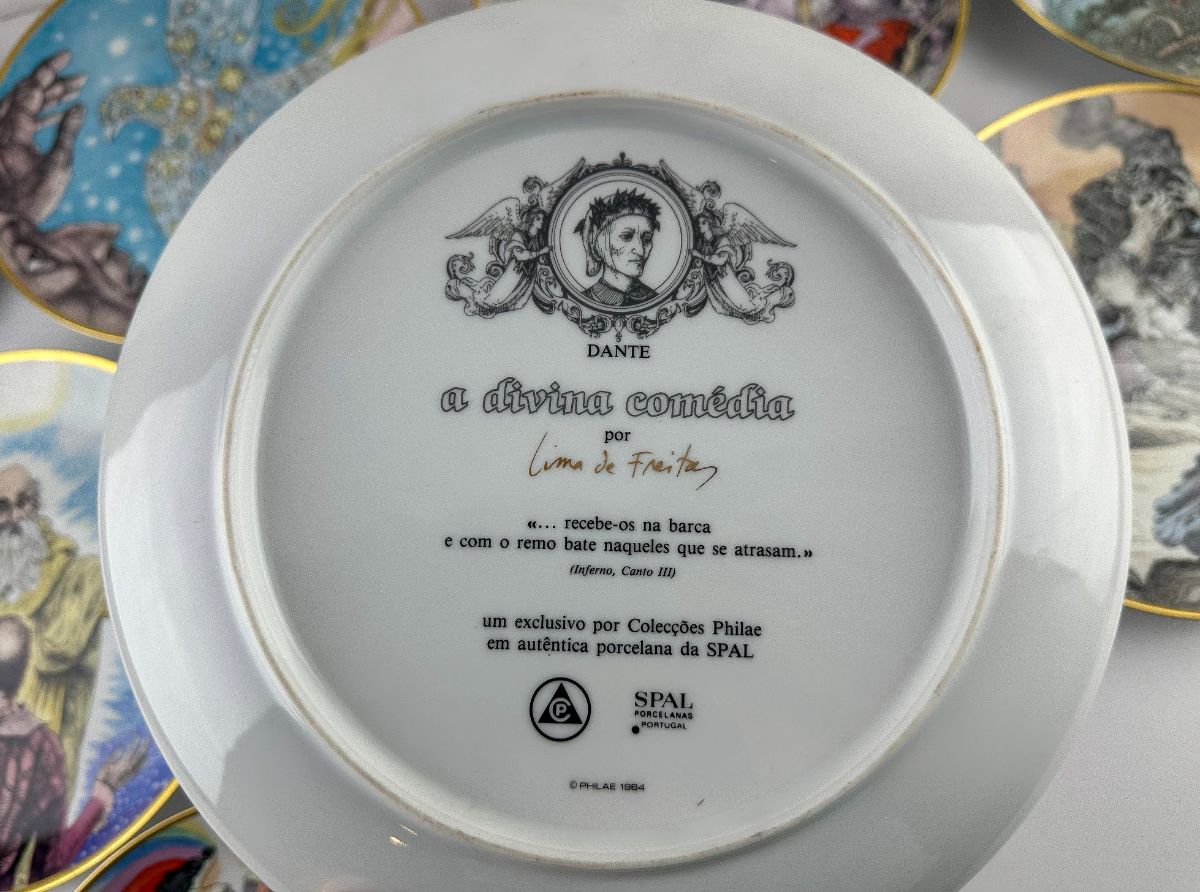 DANTE
a divina comédia
por
Lima de Freitas
«... recebe-os na barca
e com o remo bate naqueles que se atrasam.»
(Inferno, Canto III)
um exclusivo por Colecções Philae
em autêntica porcelana da SPAL
CP
SPAL
PORCELANAS
PORTUGAL
© PHILAE 1984